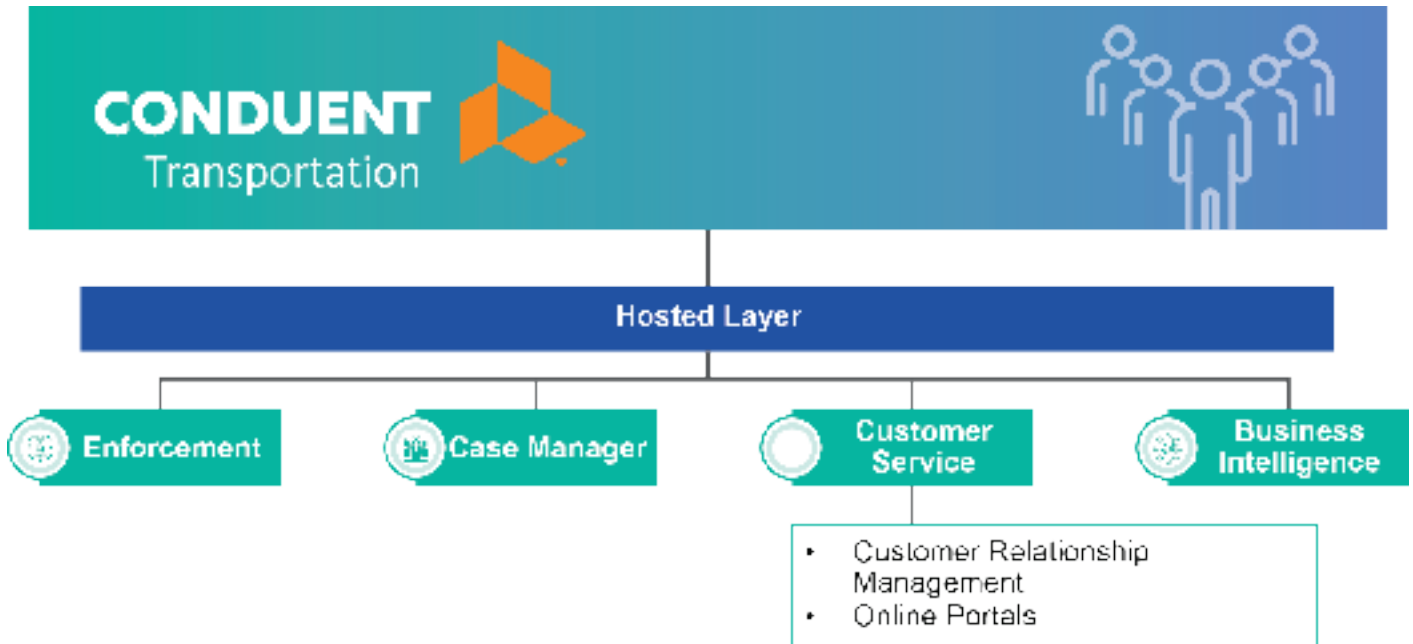 CONDUENT
Transportation
Hosted Layer
Enforcement
Case Manager
Customer
Service
Business
Intelligence
• Customer Relationship
Management
• Online Portals